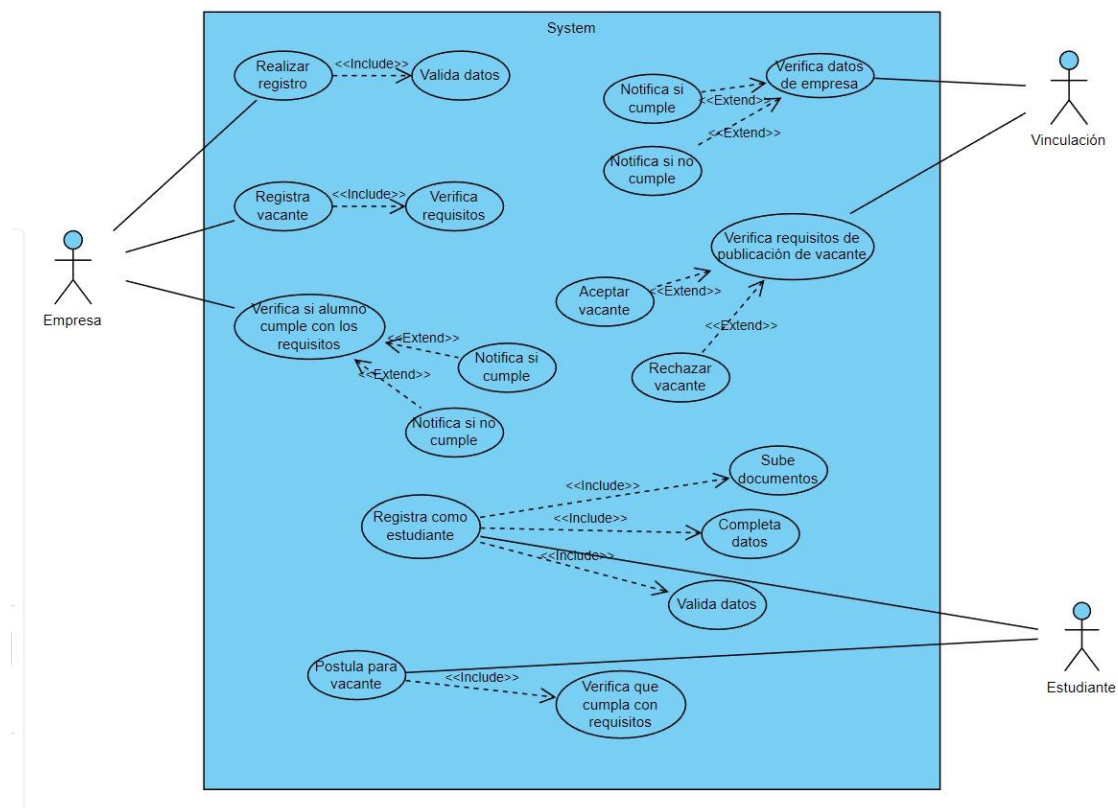 System
Realizar
registro
<<Include>>
Valida datos
Notifica si
cumple
<<Extend>>
Verifica datos
de empresa
<<Extend>>
Notifica si no
cumple
Vinculación
Registra
vacante
<<Include>>
Verifica
requisitos
Verifica requisitos de
publicación de vacante
Empresa
Aceptar
vacante
<<Extend>>
<<Extend>>
Rechazar
vacante
Verifica si alumno
cumple con los
requisitos
<<Extend>>
Notifica si
cumple
<<Extend>>
Notifica si no
cumple
Registra como
estudiante
<<Include>>
Sube
documentos
<<Include>>
Completa
datos
<<Include>>
Valida datos
Postula para
vacante
<<Include>>
Verifica que
cumpla con
requisitos
Estudiante